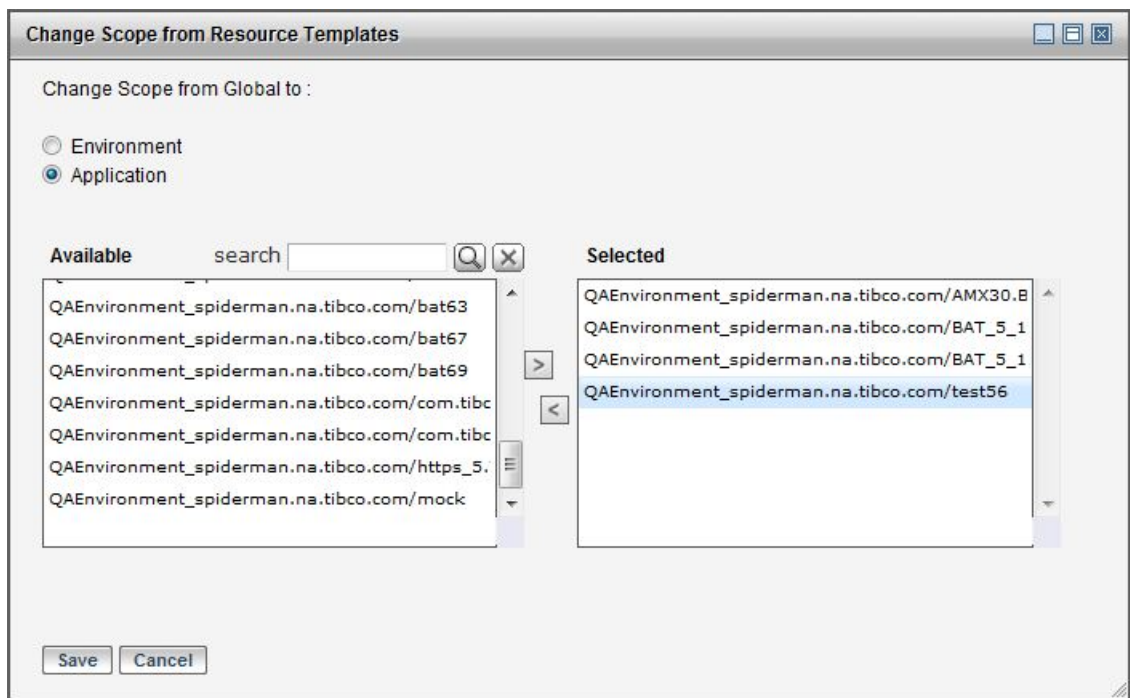 Change Scope from Resource Templates
Change Scope from Global to :
Environment
Application
Available
search
QAEnvironment_spiderman.na.tibco.com/bat63
QAEnvironment_spiderman.na.tibco.com/bat67
QAEnvironment_spiderman.na.tibco.com/bat69
QAEnvironment_spiderman.na.tibco.com/com.tibc
QAEnvironment_spiderman.na.tibco.com/com.tibc
QAEnvironment_spiderman.na.tibco.com/https_5.
QAEnvironment_spiderman.na.tibco.com/mock
>
<
Selected
QAEnvironment_spiderman.na.tibco.com/AMX30.B
QAEnvironment_spiderman.na.tibco.com/BAT_5_1
QAEnvironment_spiderman.na.tibco.com/BAT_5_1
QAEnvironment_spiderman.na.tibco.com/test56
Save
Cancel